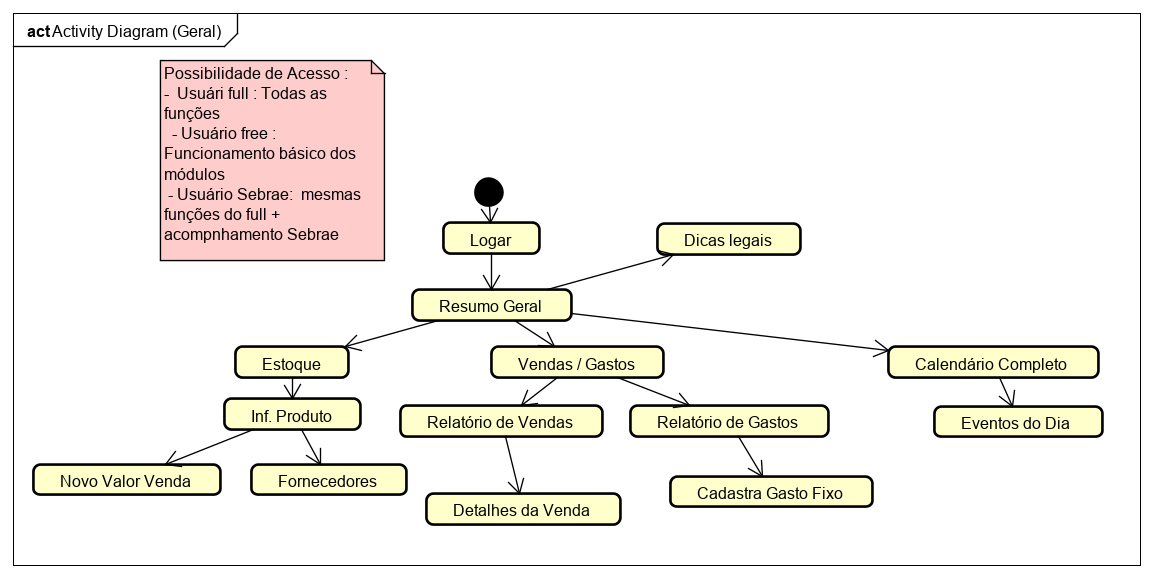 act Activity Diagram (Geral)
Possibilidade de Acesso :
- Usuári full : Todas as
funções
- Usuário free :
Funcionamento básico dos
módulos
- Usuário Sebrae: mesmas
funções do full +
acompnhamento Sebrae
Logar
Dicas legais
Resumo Geral
Estoque
Vendas / Gastos
Calendário Completo
Inf. Produto
Relatório de Vendas
Relatório de Gastos
Eventos do Dia
Novo Valor Venda
Fornecedores
Cadastra Gasto Fixo
Detalhes da Venda